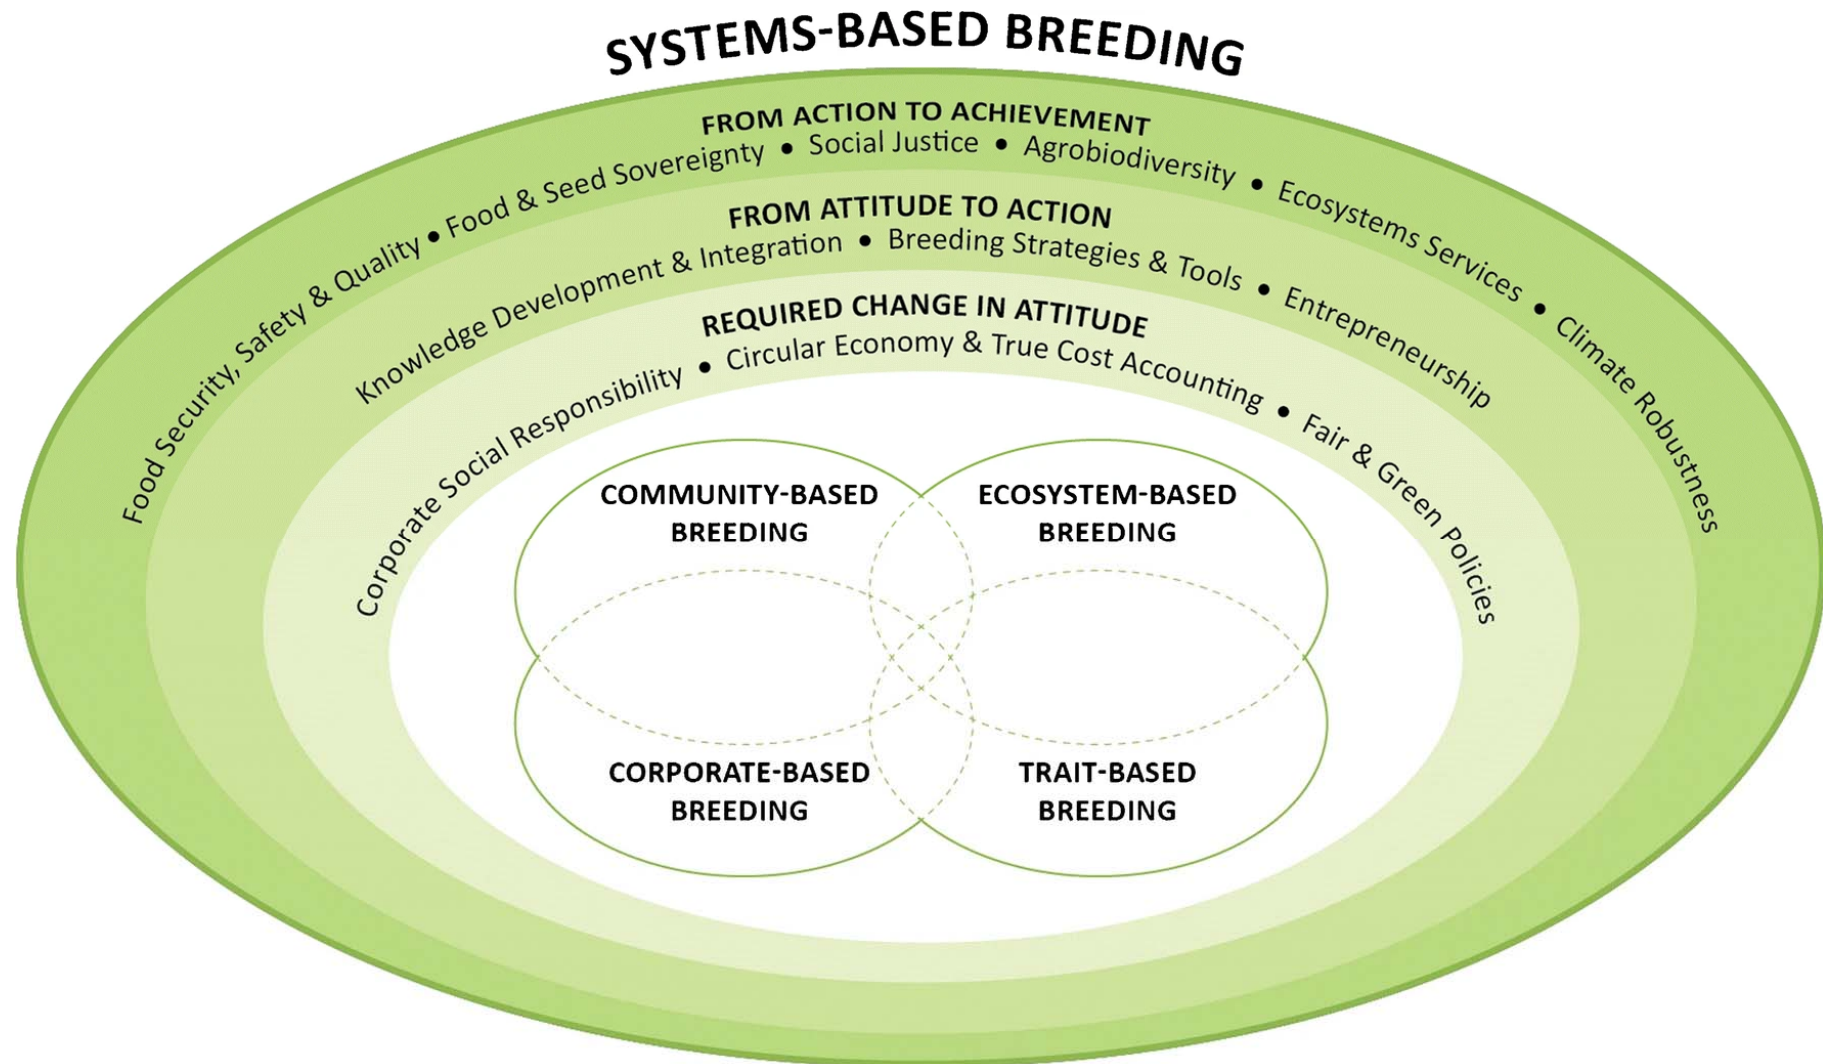 SYSTEMS-BASED BREEDING
FROM ACTION TO ACHIEVEMENT
Food Security, Safety & Quality • Food & Seed Sovereignty • Social Justice • Agrobiodiversity • Ecosystems Services • Climate Robustness
FROM ATTITUDE TO ACTION
Knowledge Development & Integration • Breeding Strategies & Tools • Entrepreneurship
REQUIRED CHANGE IN ATTITUDE
Corporate Social Responsibility • Circular Economy & True Cost Accounting • Fair & Green Policies
COMMUNITY-BASED
BREEDING
ECOSYSTEM-BASED
BREEDING
CORPORATE-BASED
BREEDING
TRAIT-BASED
BREEDING